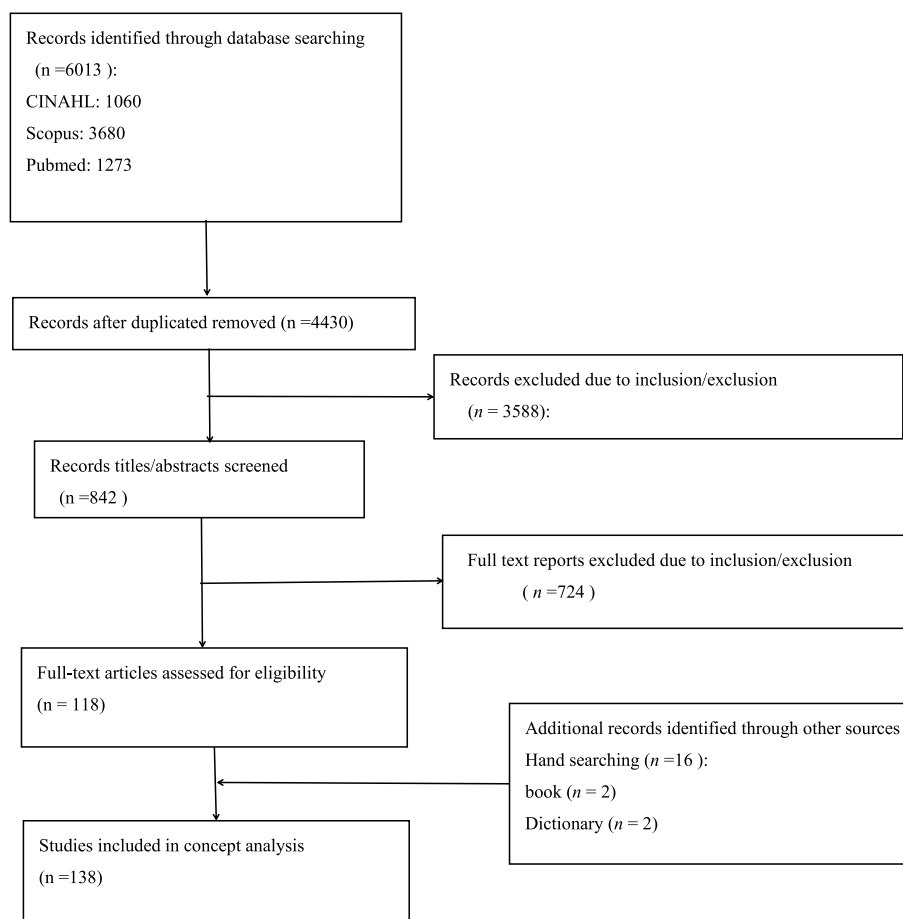 Records identified through database searching
(n =6013 ):
CINAHL: 1060
Scopus: 3680
Pubmed: 1273
Records after duplicated removed (n =4430)
Records excluded due to inclusion/exclusion
(n = 3588):
Records titles/abstracts screened
(n =842 )
Full text reports excluded due to inclusion/exclusion
( n =724 )
Full-text articles assessed for eligibility
(n = 118)
Additional records identified through other sources
Hand searching (n =16 ):
book (n = 2)
Dictionary (n = 2)
Studies included in concept analysis
(n =138)